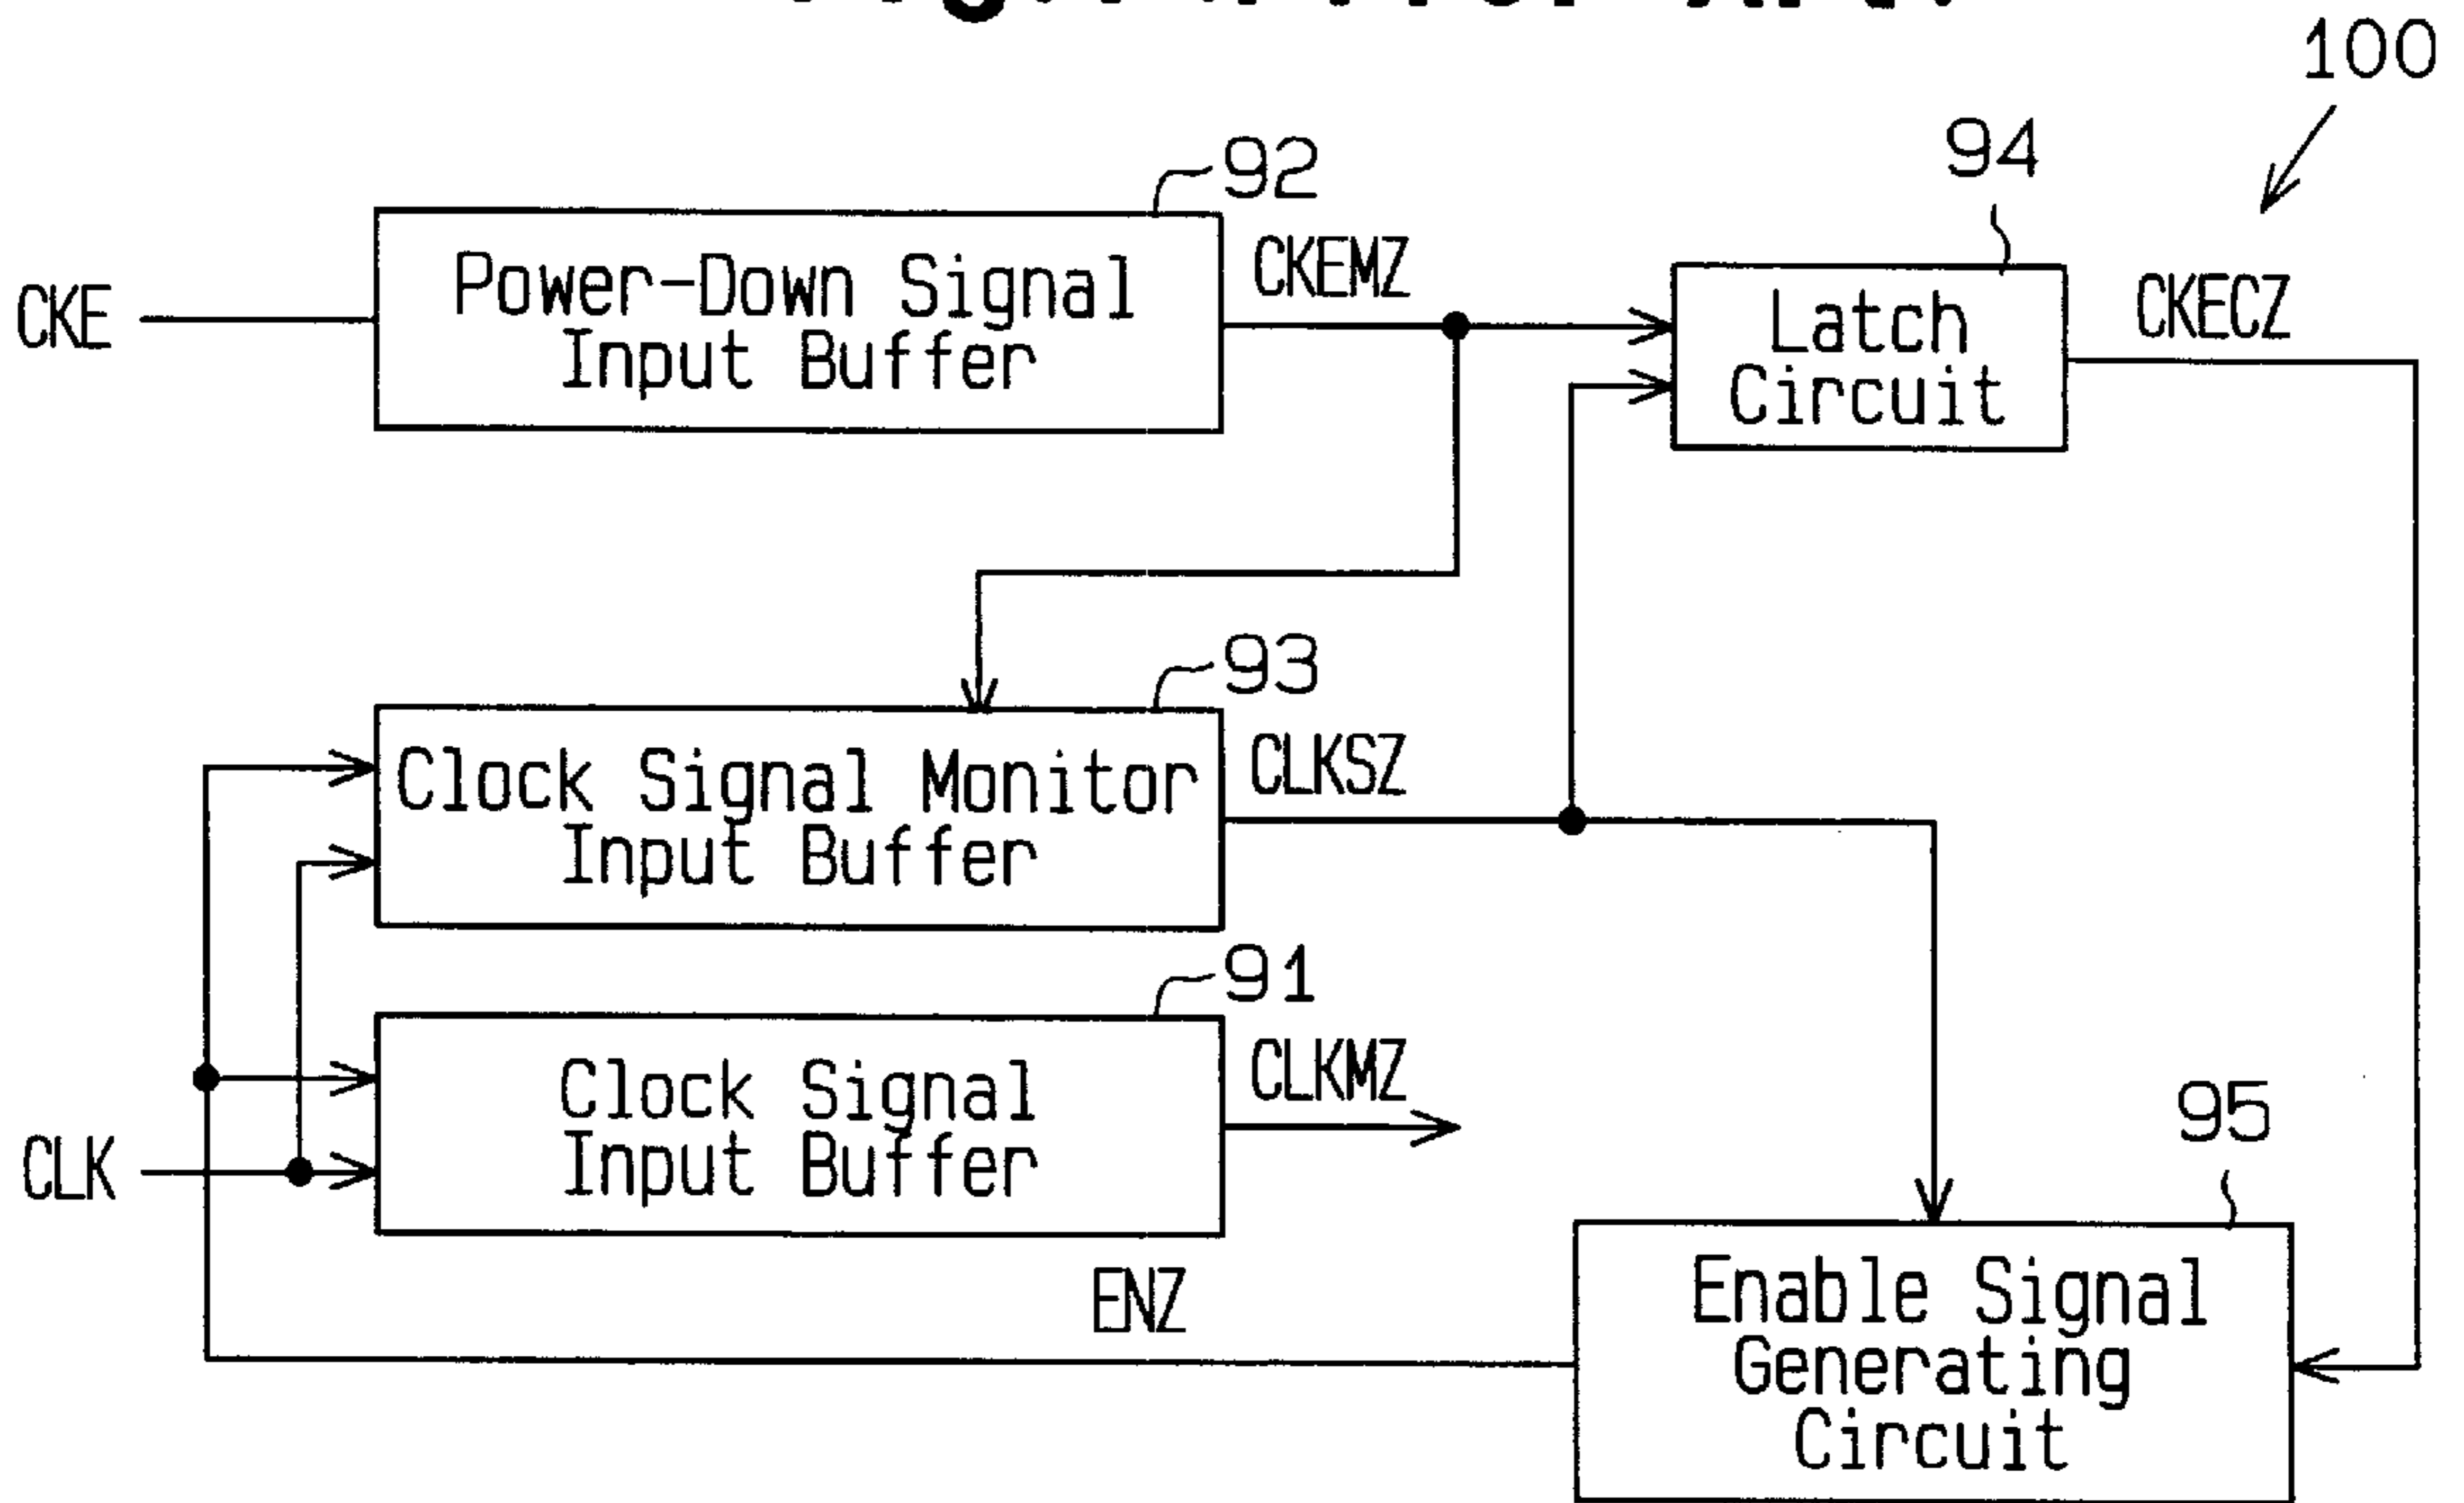 100
92
94
CKE
Power-Down Signal
Input Buffer
CKEMZ
Latch
Circuit
CKECZ
93
Clock Signal Monitor
Input Buffer
CLKSZ
91
Clock Signal
Input Buffer
CLKMZ
CLK
95
ENZ
Enable Signal
Generating
Circuit